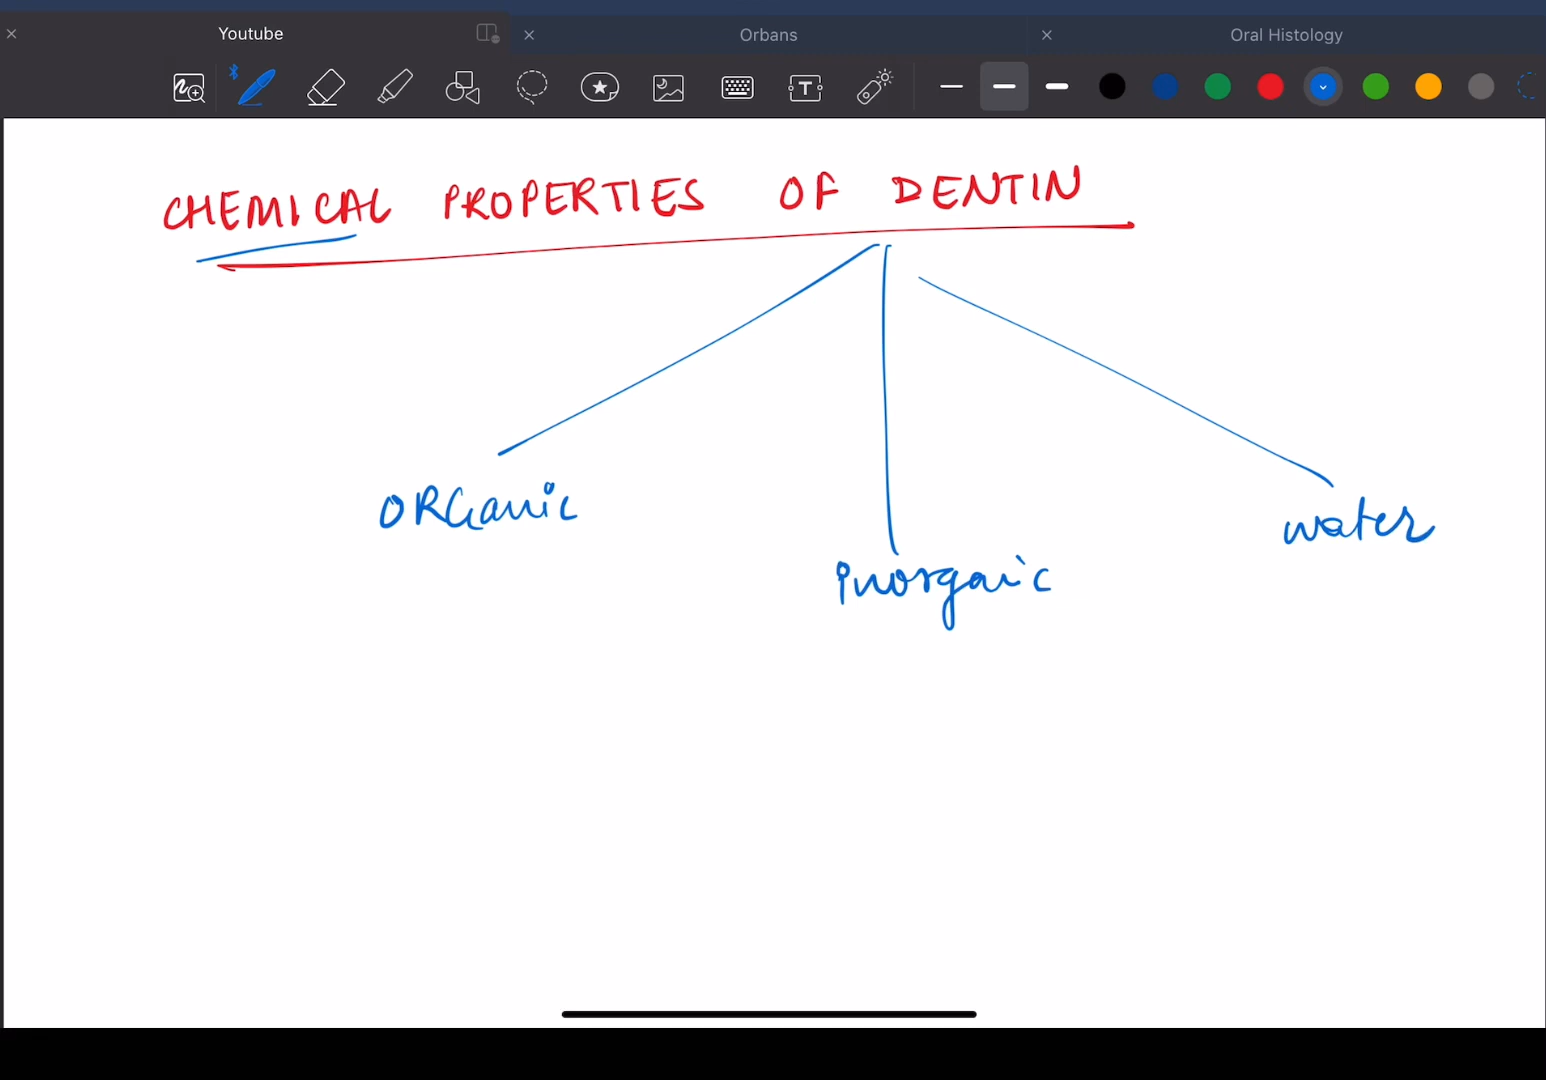 Youtube
Orbans
Oral Histology
T
CHEMICAL PROPERTIES OF DENTIN
ORGanic
inorganic
water